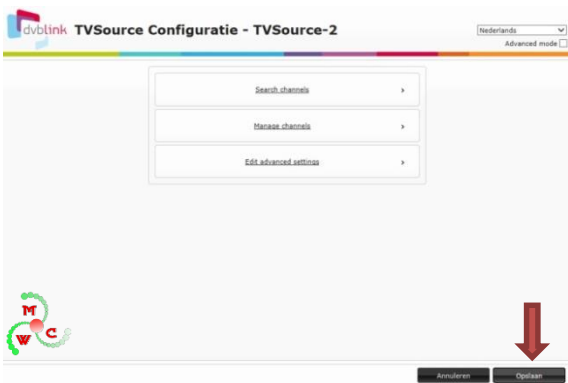 dvblink TVSource Configuratie - TVSource-2
Nederlands
Advanced mode
Search channels
Manage channels
Edit advanced settings
M
W C
Annuleren Opslaan